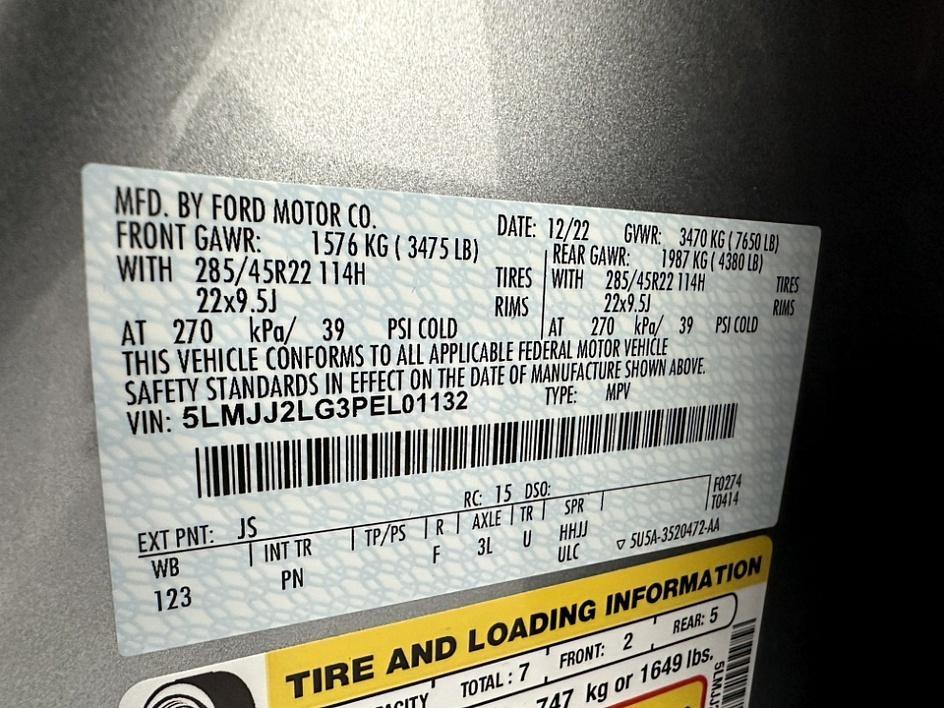 MFD. BY FORD MOTOR CO.
DATE: 12/22 GVWR: 3470 KG ( 7650 LB)
FRONT GAWR: 1576 KG ( 3475 LB) REAR GAWR: 1987 KG ( 4380 LB)
WITH 285/45R22 114H TIRES WITH 285/45R22 114H TIRES
22x9.5J RIMS 22x9.5J RIMS
AT 270 kPa/ 39 PSI COLD AT 270 kPa/ 39 PSI COLD
THIS VEHICLE CONFORMS TO ALL APPLICABLE FEDERAL MOTOR VEHICLE
SAFETY STANDARDS IN EFFECT ON THE DATE OF MANUFACTURE SHOWN ABOVE.
VIN: 5LMJJ2LG3PEL01132 TYPE: MPV
RC: 15 DSO: F0274
EXT PNT: JS T0414
WB INT TR TP/PS R AXLE TR SPR
123 PN F 3L U HHJJ
ULC ▽ 5U5A-3520472-AA
TIRE AND LOADING INFORMATION
TOTAL : 7 FRONT: 2 REAR: 5
747 kg or 1649 lbs.